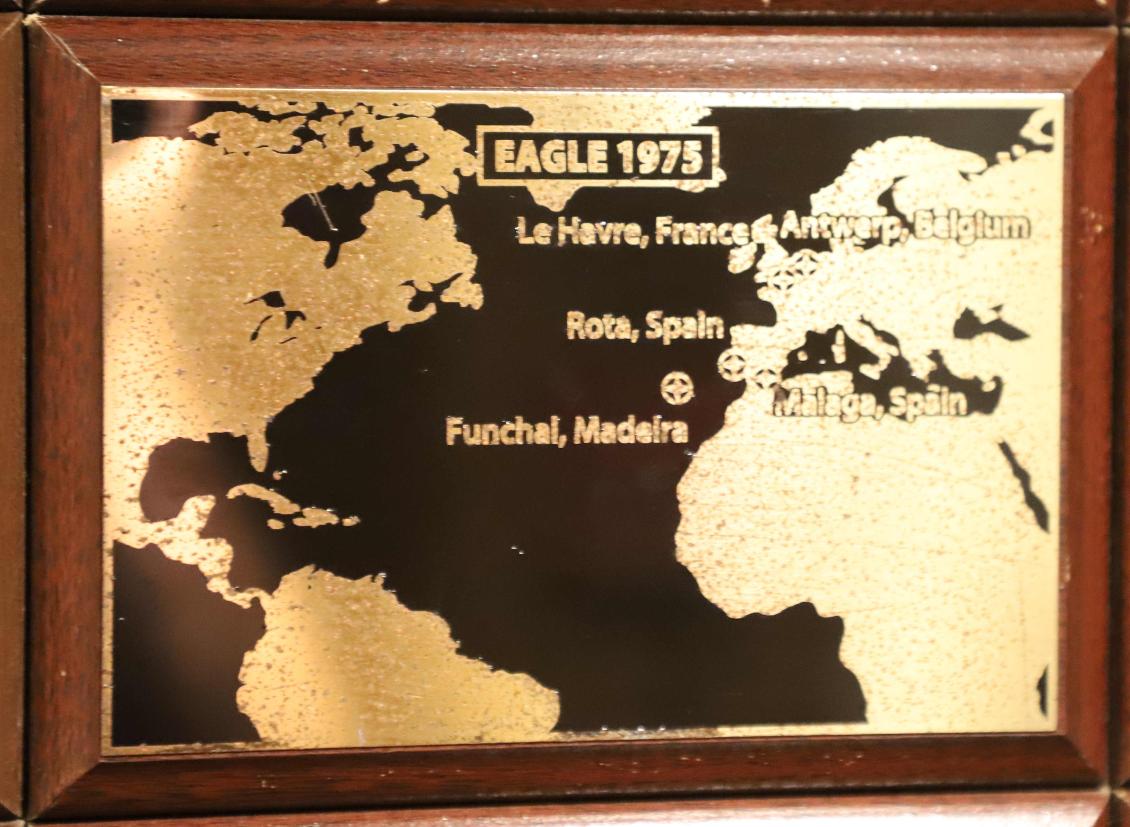 EAGLE 1975
Le Havre, France
Antwerp, Belgium
Rota, Spain
Malaga, Spain
Funchal, Madeira